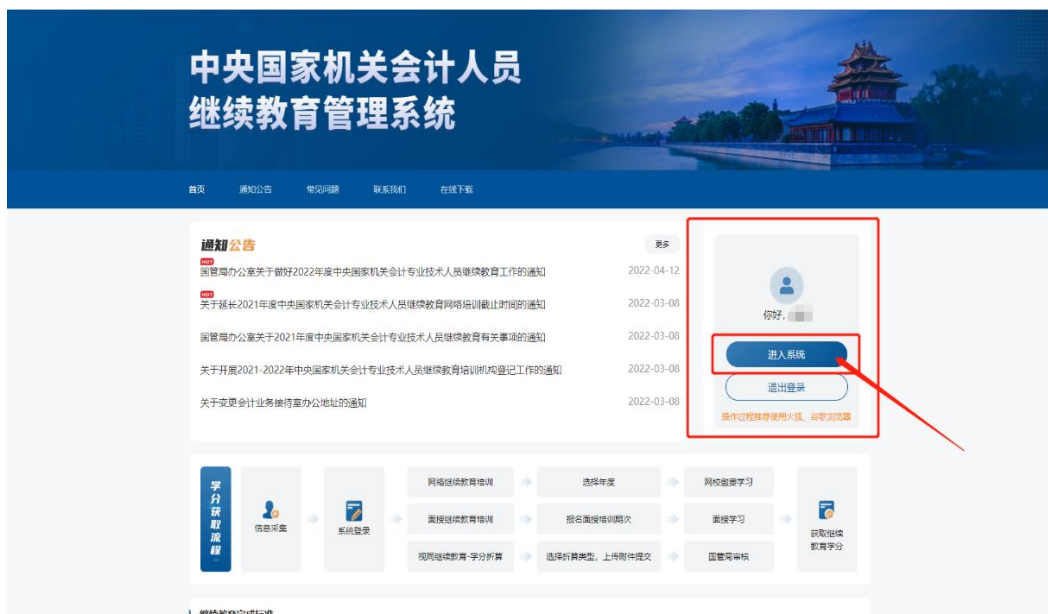 中央国家机关会计人员
继续教育管理系统
首页 通知公告 常见问题 联系我们 在线下载
通知公告 更多
HOT
国管局办公室关于做好2022年度中央国家机关会计专业技术人员继续教育工作的通知 2022-04-12
HOT
关于延长2021年度中央国家机关会计专业技术人员继续教育网络培训截止时间的通知 2022-03-08
国管局办公室关于2021年度中央国家机关会计专业技术人员继续教育有关事项的通知 2022-03-08
关于开展2021-2022年中央国家机关会计专业技术人员继续教育培训机构登记工作的通知 2022-03-08
关于变更会计业务接待室办公地址的通知 2022-03-08
你好,
进入系统
退出登录
操作过程推荐使用火狐、谷歌浏览器
学分获取流程
信息采集
系统登录
网络继续教育培训 选择年度 网校缴费学习
面授继续教育培训 报名面授培训期次 面授学习
视同继续教育-学分折算 选择折算类型，上传附件提交 国管局审核
获取继续
教育学分
继续教育完成标准